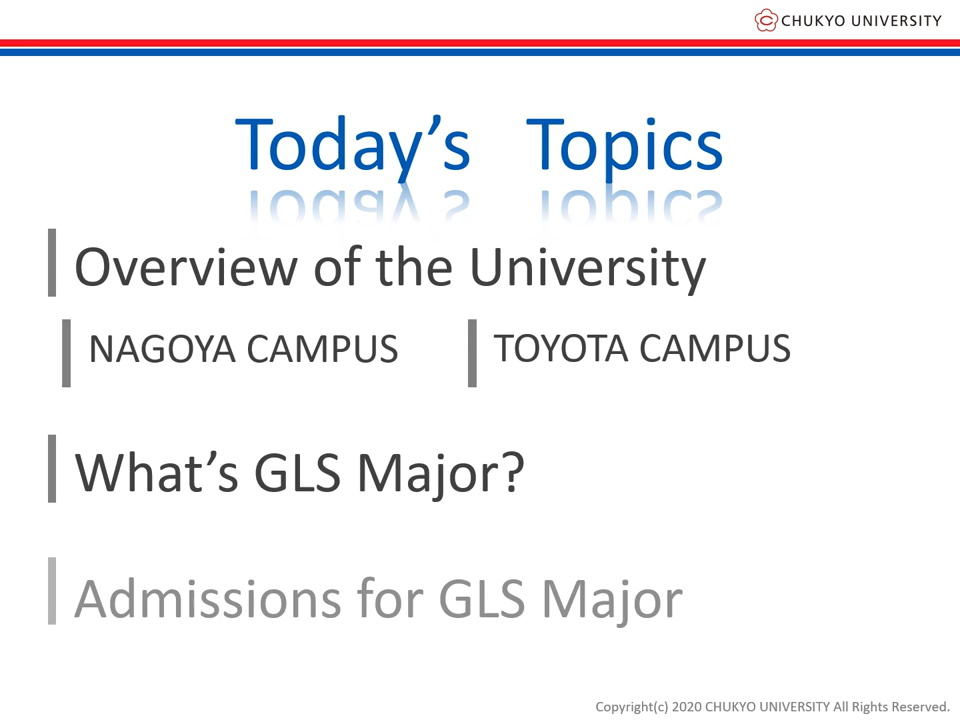 CHUKYO UNIVERSITY
Today’s Topics
Overview of the University
NAGOYA CAMPUS TOYOTA CAMPUS
What’s GLS Major?
Admissions for GLS Major
Copyright(c) 2020 CHUKYO UNIVERSITY All Rights Reserved.